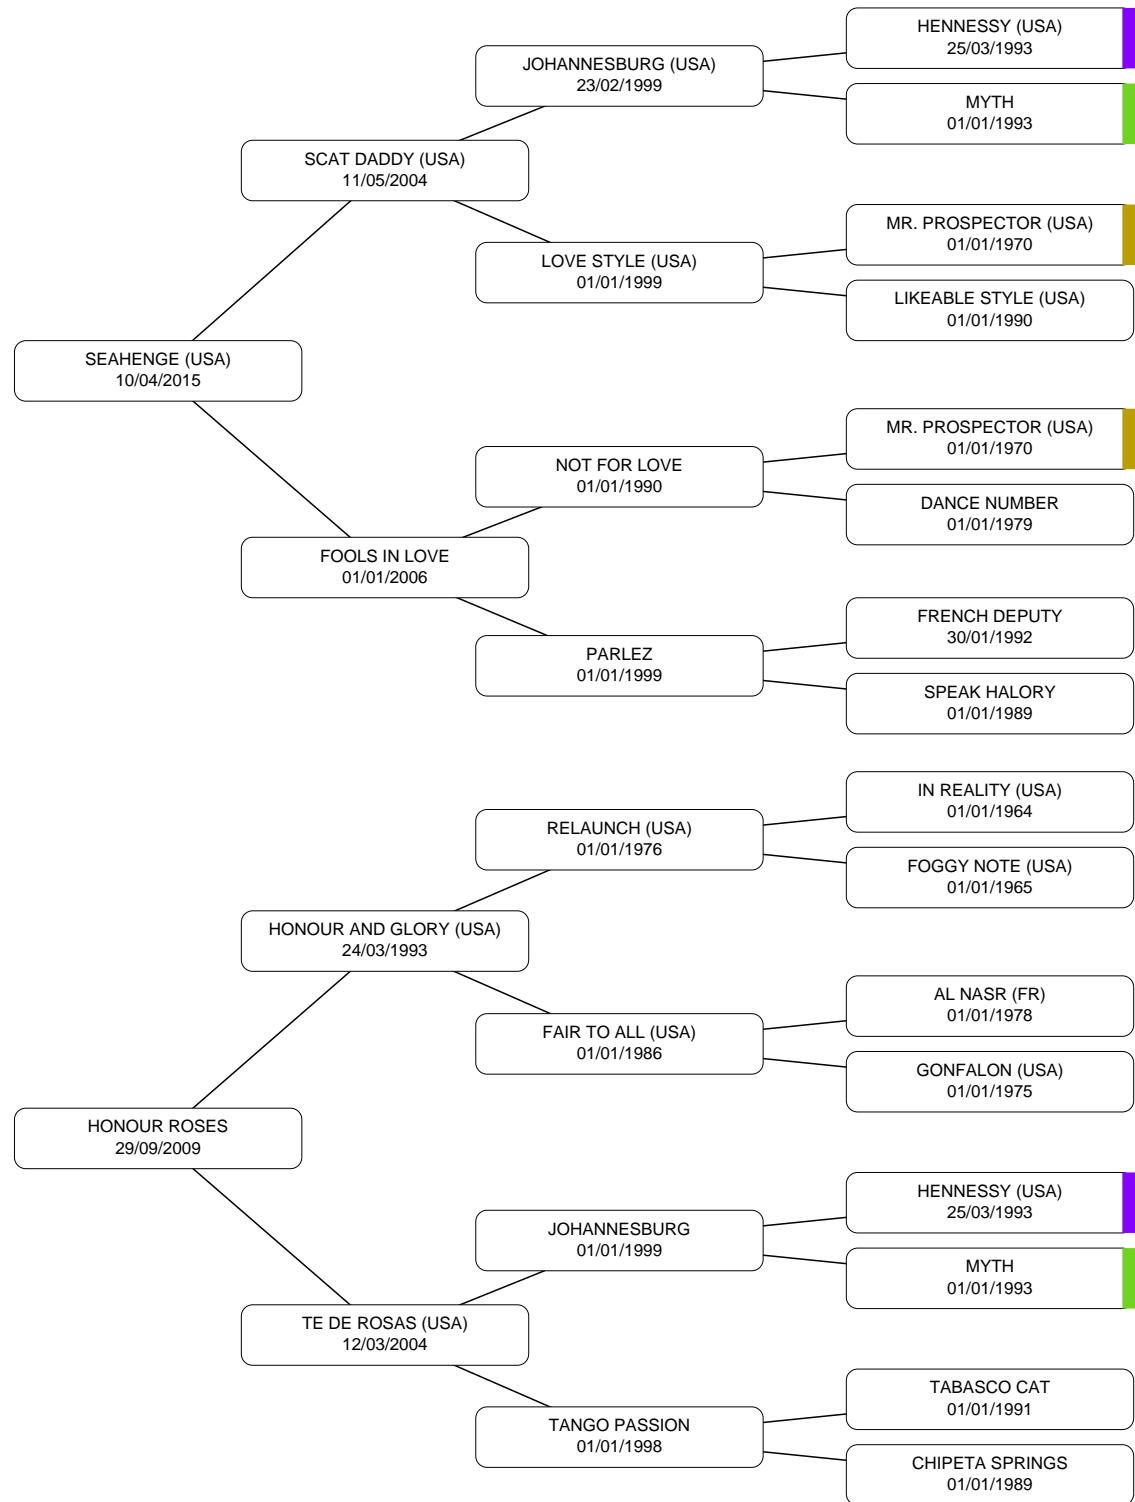 HENNESSY (USA)
25/03/1993
JOHANNESBURG (USA)
23/02/1999
MYTH
01/01/1993
SCAT DADDY (USA)
11/05/2004
MR. PROSPECTOR (USA)
01/01/1970
LOVE STYLE (USA)
01/01/1999
LIKEABLE STYLE (USA)
01/01/1990
SEAHENGE (USA)
10/04/2015
MR. PROSPECTOR (USA)
01/01/1970
NOT FOR LOVE
01/01/1990
DANCE NUMBER
01/01/1979
FOOLS IN LOVE
01/01/2006
FRENCH DEPUTY
30/01/1992
PARLEZ
01/01/1999
SPEAK HALORY
01/01/1989
IN REALITY (USA)
01/01/1964
RELAUNCH (USA)
01/01/1976
FOGGY NOTE (USA)
01/01/1965
HONOUR AND GLORY (USA)
24/03/1993
AL NASR (FR)
01/01/1978
FAIR TO ALL (USA)
01/01/1986
GONFALON (USA)
01/01/1975
HONOUR ROSES
29/09/2009
HENNESSY (USA)
25/03/1993
JOHANNESBURG
01/01/1999
MYTH
01/01/1993
TE DE ROSAS (USA)
12/03/2004
TABASCO CAT
01/01/1991
TANGO PASSION
01/01/1998
CHIPETA SPRINGS
01/01/1989